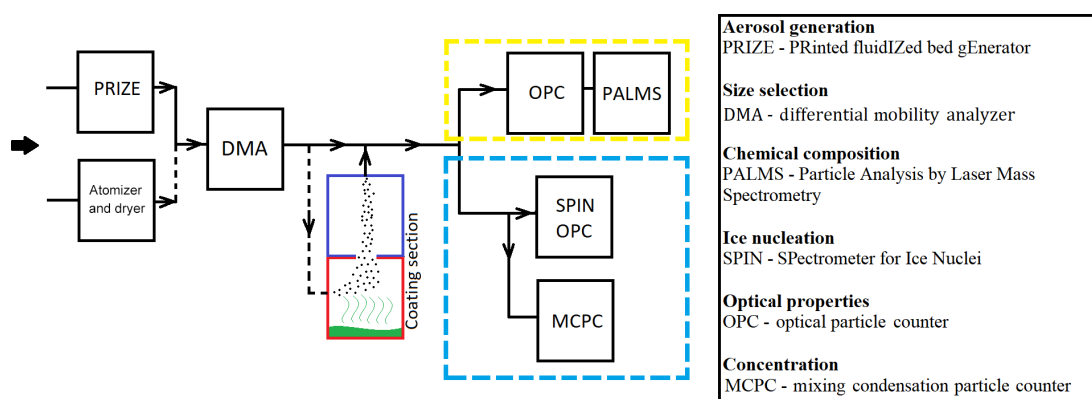 PRIZE
Atomizer
and dryer
DMA
Coating section
OPC
PALMS
SPIN
OPC
MCPC
Aerosol generation
PRIZE - PRinted fluidIZed bed gEnerator
Size selection
DMA - differential mobility analyzer
Chemical composition
PALMS - Particle Analysis by Laser Mass
Spectrometry
Ice nucleation
SPIN - SPectrometer for Ice Nuclei
Optical properties
OPC - optical particle counter
Concentration
MCPC - mixing condensation particle counter